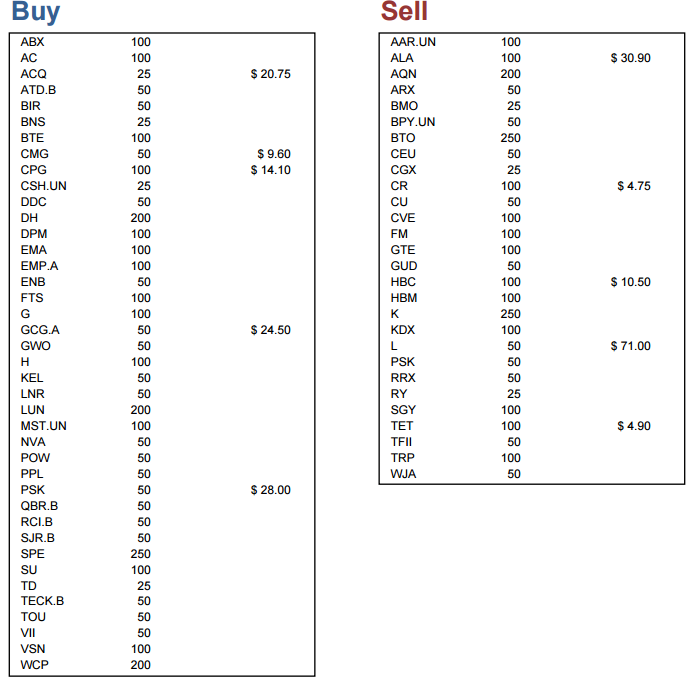 Buy
ABX 100
AC 100
ACQ 25 $ 20.75
ATD.B 50
BIR 50
BNS 25
BTE 100
CMG 50 $ 9.60
CPG 100 $ 14.10
CSH.UN 25
DDC 50
DH 200
DPM 100
EMA 100
EMP.A 100
ENB 50
FTS 100
G 100
GCG.A 50 $ 24.50
GWO 50
H 100
KEL 50
LNR 50
LUN 200
MST.UN 100
NVA 50
POW 50
PPL 50
PSK 50 $ 28.00
QBR.B 50
RCI.B 50
SJR.B 50
SPE 250
SU 100
TD 25
TECK.B 50
TOU 50
VII 50
VSN 100
WCP 200
Sell
AAR.UN 100
ALA 100 $ 30.90
AQN 200
ARX 50
BMO 25
BPY.UN 50
BTO 250
CEU 50
CGX 25
CR 100 $ 4.75
CU 50
CVE 100
FM 100
GTE 100
GUD 50
HBC 100 $ 10.50
HBM 100
K 250
KDX 100
L 50 $ 71.00
PSK 50
RRX 50
RY 25
SGY 100
TET 100 $ 4.90
TFII 50
TRP 100
WJA 50